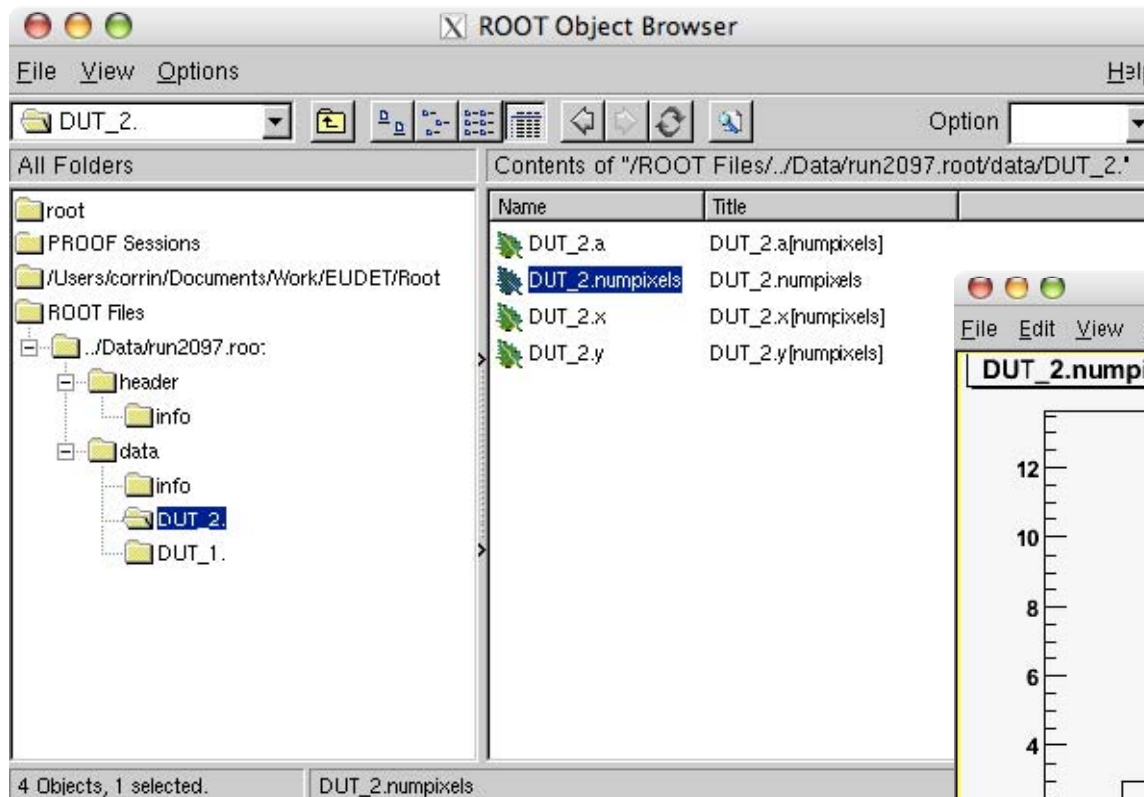 X ROOT Object Browser
File View Options Help
DUT_2. Option
All Folders
Contents of "/ROOT Files/../Data/run2097.root/data/DUT_2."
root
PROOF Sessions
/Users/corrin/Documents/Work/EUDET/Root
ROOT Files
../Data/run2097.root
header
info
data
info
DUT_2.
DUT_1.
Name Title
DUT_2.a DUT_2.a[numpixels]
DUT_2.numpixels DUT_2.numpixels
DUT_2.x DUT_2.x[numpixels]
DUT_2.y DUT_2.y[numpixels]
4 Objects, 1 selected. DUT_2.numpixels
File Edit View
DUT_2.nump
12
10
8
6
4